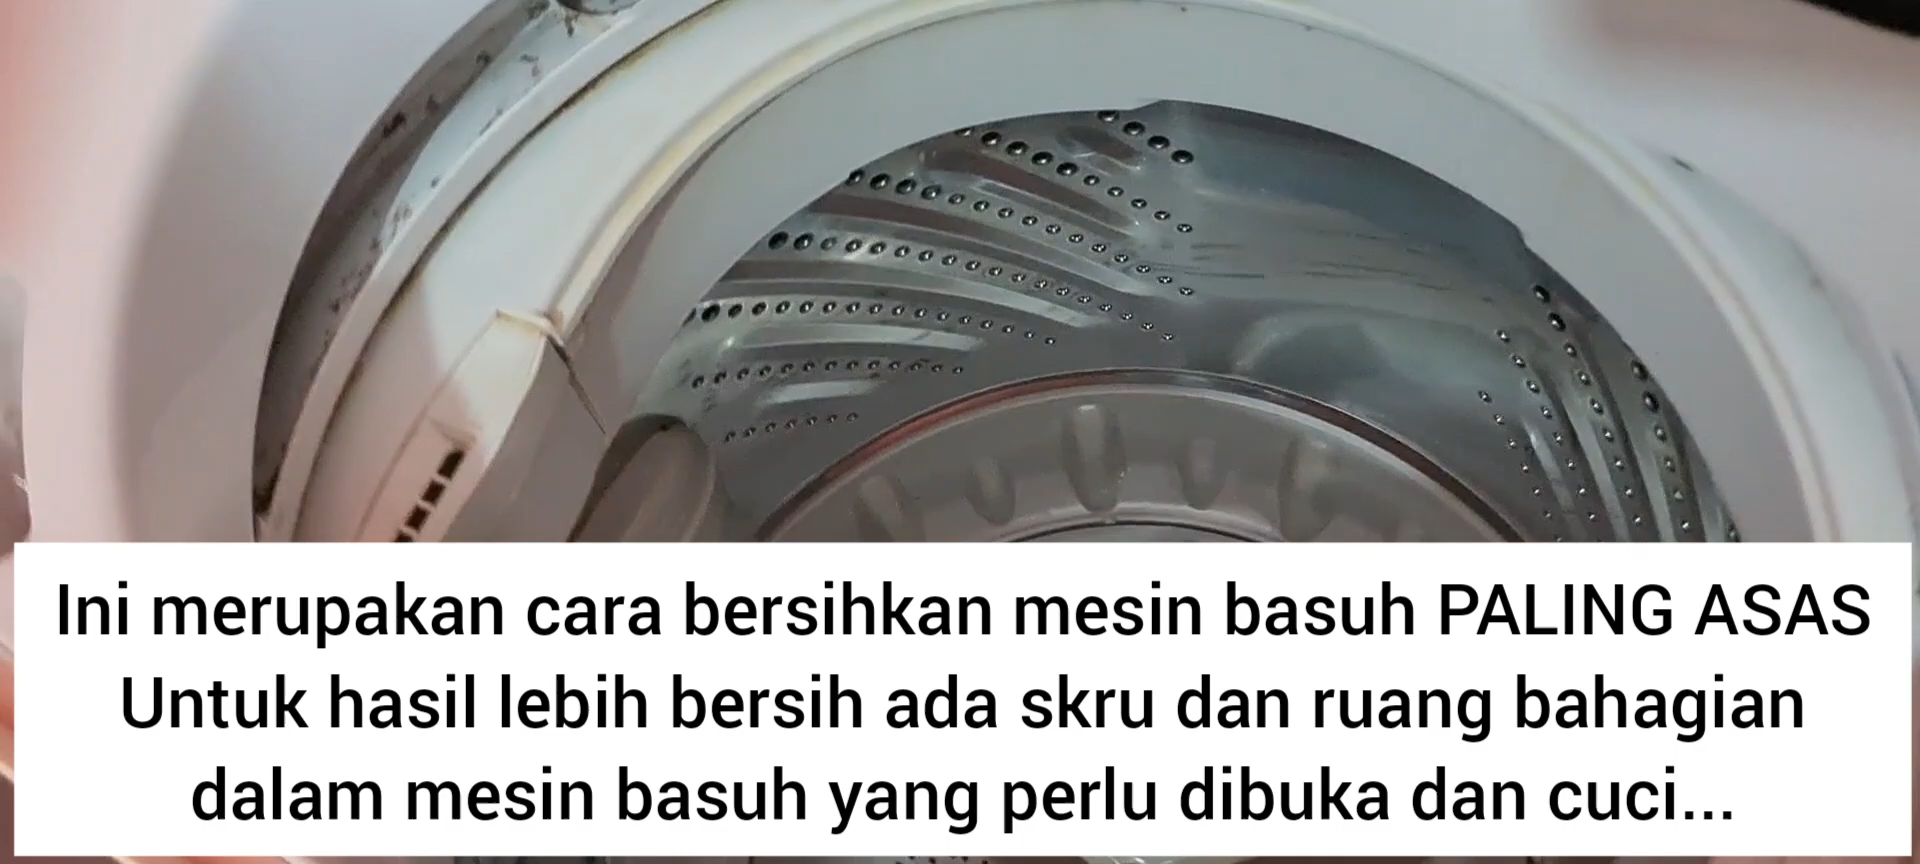 Ini merupakan cara bersihkan mesin basuh PALING ASAS
Untuk hasil lebih bersih ada skru dan ruang bahagian
dalam mesin basuh yang perlu dibuka dan cuci...